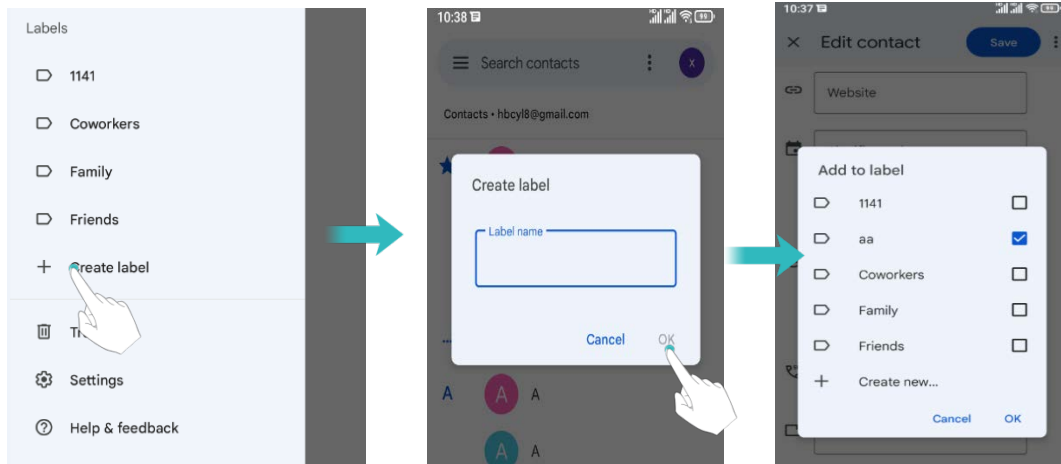 Labels
1141
Coworkers
Family
Friends
Create label
Settings
Help & feedback
10:38
99
Search contacts
X
Contacts • hbcyl8@gmail.com
Create label
Label name
Cancel OK
A A A
A A
10:37
99
Edit contact Save
Website
Add to label
1141
aa
Coworkers
Family
Friends
Create new...
Cancel OK